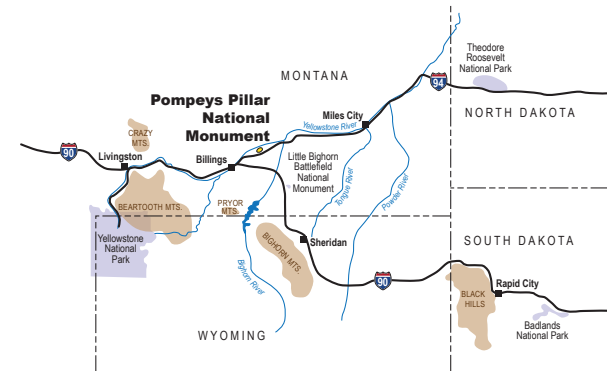 Theodore
Roosevelt
National Park
MONTANA
94
Pompeys Pillar
National
Monument
NORTH DAKOTA
Miles City
Yellowstone River
CRAZY
MTS.
90
Livingston
Billings
Little Bighorn
Battlefield
National
Monument
Tongue River
Powder River
BEARTOOTH MTS.
PRYOR
MTS.
Yellowstone
National
Park
BIGHORN MTS.
Sheridan
SOUTH DAKOTA
Bighorn River
90
Rapid City
BLACK
HILLS
Badlands
National Park
WYOMING